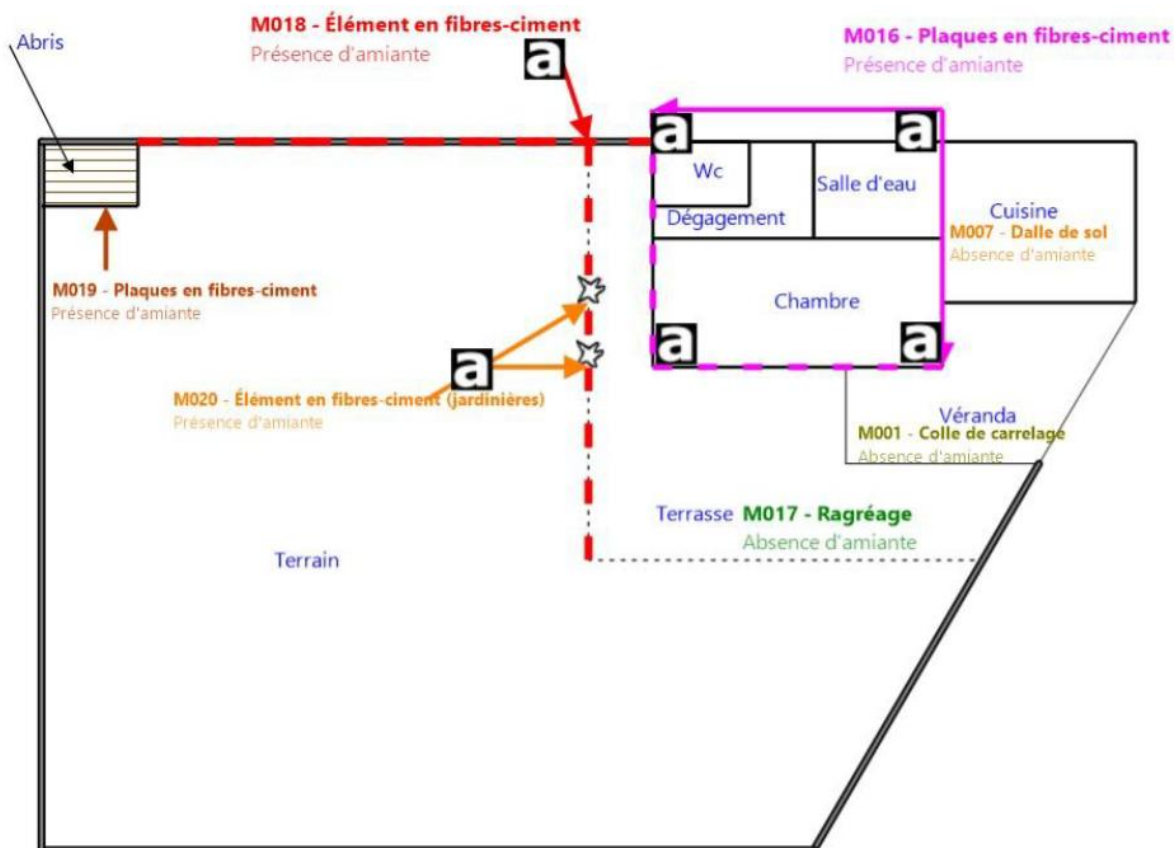 M018 - Élément en fibres-ciment
Présence d'amiante
a
M016 - Plaques en fibres-ciment
Présence d'amiante
Abris
a
a
Wc
Salle d'eau
Dégagement
Cuisine
M007 - Dalle de sol
Absence d'amiante
M019 - Plaques en fibres-ciment
Présence d'amiante
Chambre
a
a
a
M020 - Élément en fibres-ciment (jardinières)
Présence d'amiante
Véranda
M001 - Colle de carrelage
Absence d'amiante
Terrasse M017 - Ragréage
Absence d'amiante
Terrain